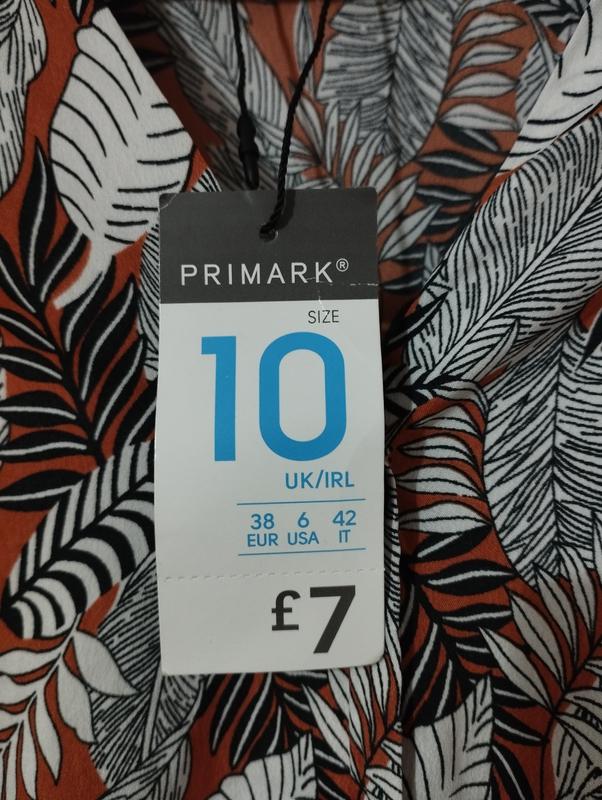 PRIMARK®
SIZE
10
UK/IRL
38 6 42
EUR USA IT
£7